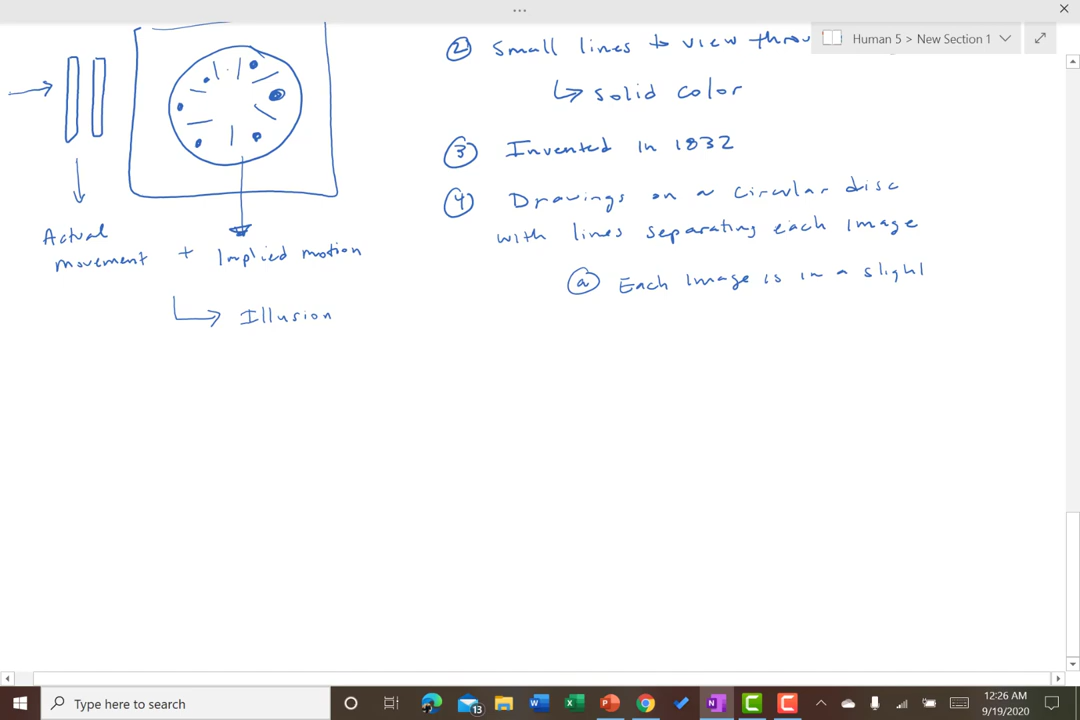 ...
② Small lines to view throu
Human 5 > New Section 1
↳ solid color
③ Invented in 1832
④ Drawings on a circular disc
with lines separating each image
ⓐ Each image is in a slight
Actual
movement + Implied motion
↳ Illusion
Type here to search
13
12:26 AM
9/19/2020